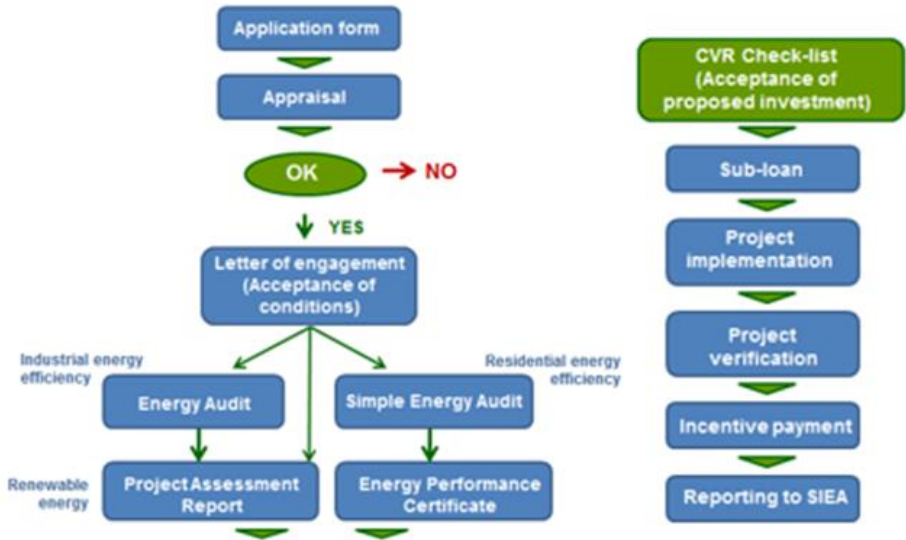 Application form
Appraisal
OK
NO
YES
Letter of engagement
(Acceptance of
conditions)
Industrial energy
efficiency
Residential energy
efficiency
Energy Audit
Simple Energy Audit
Renewable
energy
Project Assessment
Report
Energy Performance
Certificate
CVR Check-list
(Acceptance of
proposed investment)
Sub-loan
Project
implementation
Project
verification
Incentive payment
Reporting to SIEA